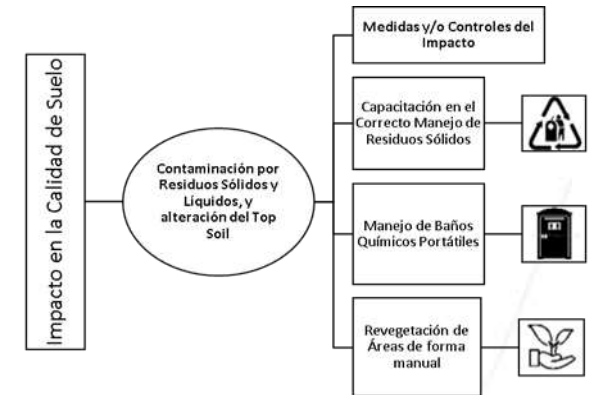 Impacto en la Calidad de Suelo
Contaminación por
Residuos Sólidos y
Líquidos, y
alteración del Top
Soil
Medidas y/o Controles del
Impacto
Capacitación en el
Correcto Manejo de
Residuos Sólidos
Manejo de Baños
Químicos Portátiles
Revegetación de
Áreas de forma
manual